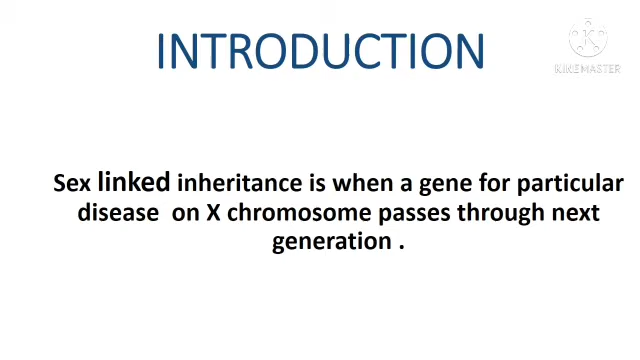 INTRODUCTION
KINEMASTER
Sex linked inheritance is when a gene for particular
disease on X chromosome passes through next
generation .